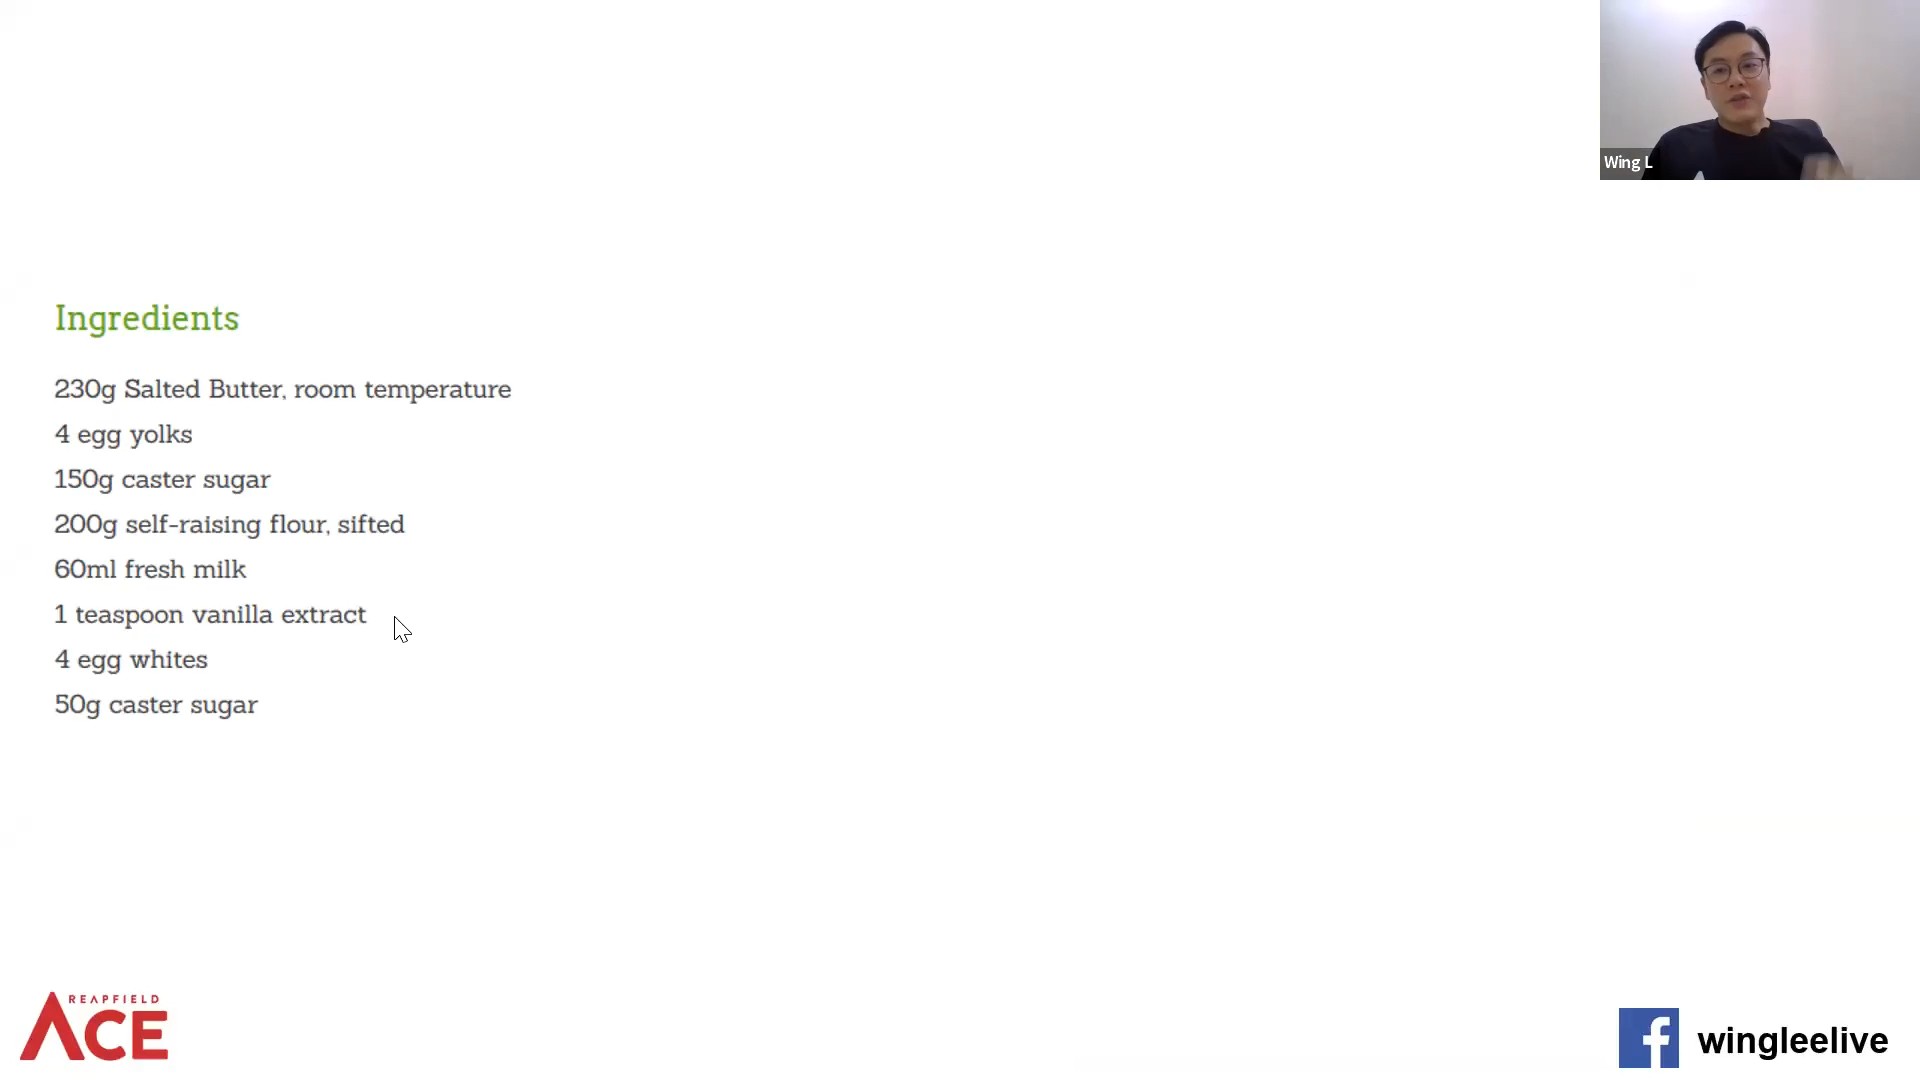 Wing L
Ingredients
230g Salted Butter, room temperature
4 egg yolks
150g caster sugar
200g self-raising flour, sifted
60ml fresh milk
1 teaspoon vanilla extract
4 egg whites
50g caster sugar
REAPFIELD
ACE
wingleelive